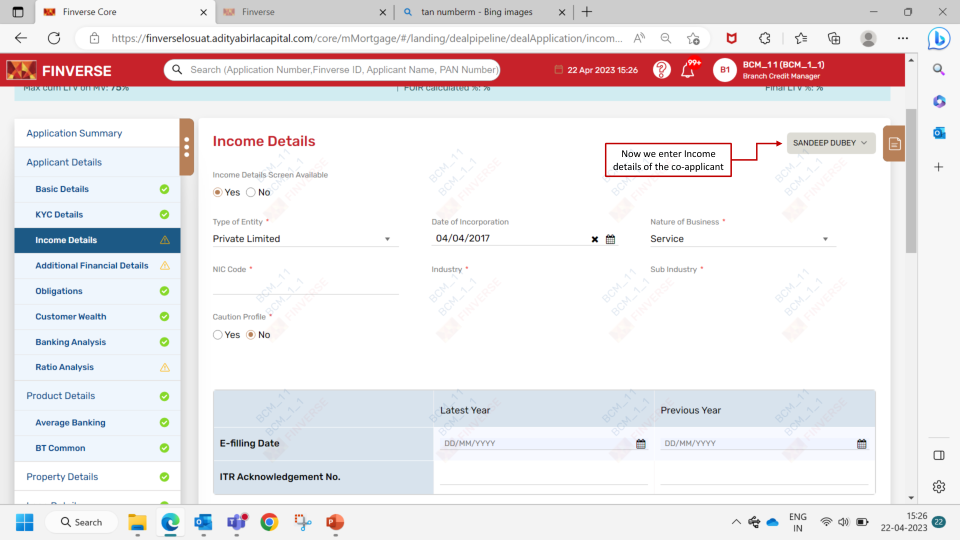 Finverse Core
Finverse
tan numberm - Bing images
https://finverselosuat.adityabirlacapital.com/core/mMortgage/#/landing/dealpipeline/dealApplication/incom...
FINVERSE
Search (Application Number,Finverse ID, Applicant Name, PAN Number)
22 Apr 2023 15:26
99+
B1
BCM_11 (BCM_1_1)
Branch Credit Manager
Max cum LTV on MV: 75%
FOIR calculated %: %
Final LTV %: %
Application Summary
Applicant Details
Basic Details
KYC Details
Income Details
Additional Financial Details
Obligations
Customer Wealth
Banking Analysis
Ratio Analysis
Product Details
Average Banking
BT Common
Property Details
Income Details
SANDEEP DUBEY
Now we enter Income
details of the co-applicant
Income Details Screen Available
Yes No
Type of Entity *
Private Limited
Date of Incorporation
04/04/2017
Nature of Business *
Service
NIC Code *
Industry *
Sub Industry *
Caution Profile *
Yes No
Latest Year
Previous Year
E-filling Date
DD/MM/YYYY
DD/MM/YYYY
ITR Acknowledgement No.
BCM_11
BCM_1_1
FINVERSE
Search
ENG
IN
15:26
22-04-2023
22